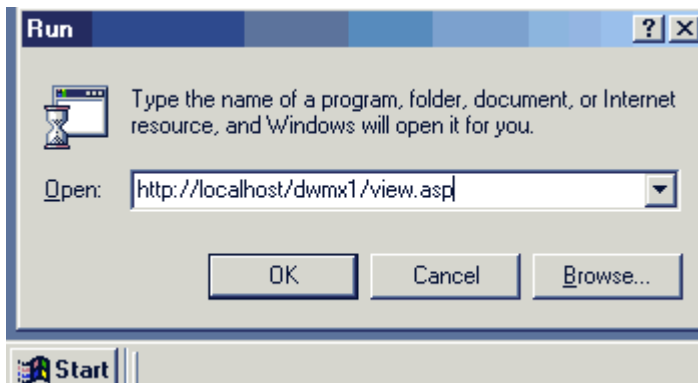 Run
Type the name of a program, folder, document, or Internet
resource, and Windows will open it for you.
Open: http://localhost/dwmx1/view.asp
OK Cancel Browse...
Start